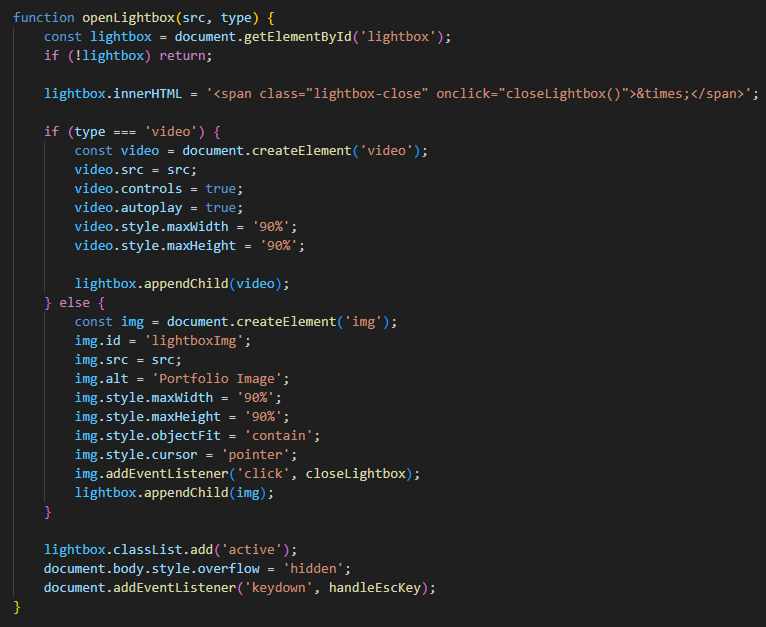 function openLightbox(src, type) {
    const lightbox = document.getElementById('lightbox');
    if (!lightbox) return;

    lightbox.innerHTML = '<span class="lightbox-close" onclick="closeLightbox()">&times;</span>';

    if (type === 'video') {
        const video = document.createElement('video');
        video.src = src;
        video.controls = true;
        video.autoplay = true;
        video.style.maxWidth = '90%';
        video.style.maxHeight = '90%';

        lightbox.appendChild(video);
    } else {
        const img = document.createElement('img');
        img.id = 'lightboxImg';
        img.src = src;
        img.alt = 'Portfolio Image';
        img.style.maxWidth = '90%';
        img.style.maxHeight = '90%';
        img.style.objectFit = 'contain';
        img.style.cursor = 'pointer';
        img.addEventListener('click', closeLightbox);
        lightbox.appendChild(img);
    }

    lightbox.classList.add('active');
    document.body.style.overflow = 'hidden';
    document.addEventListener('keydown', handleEscKey);
}